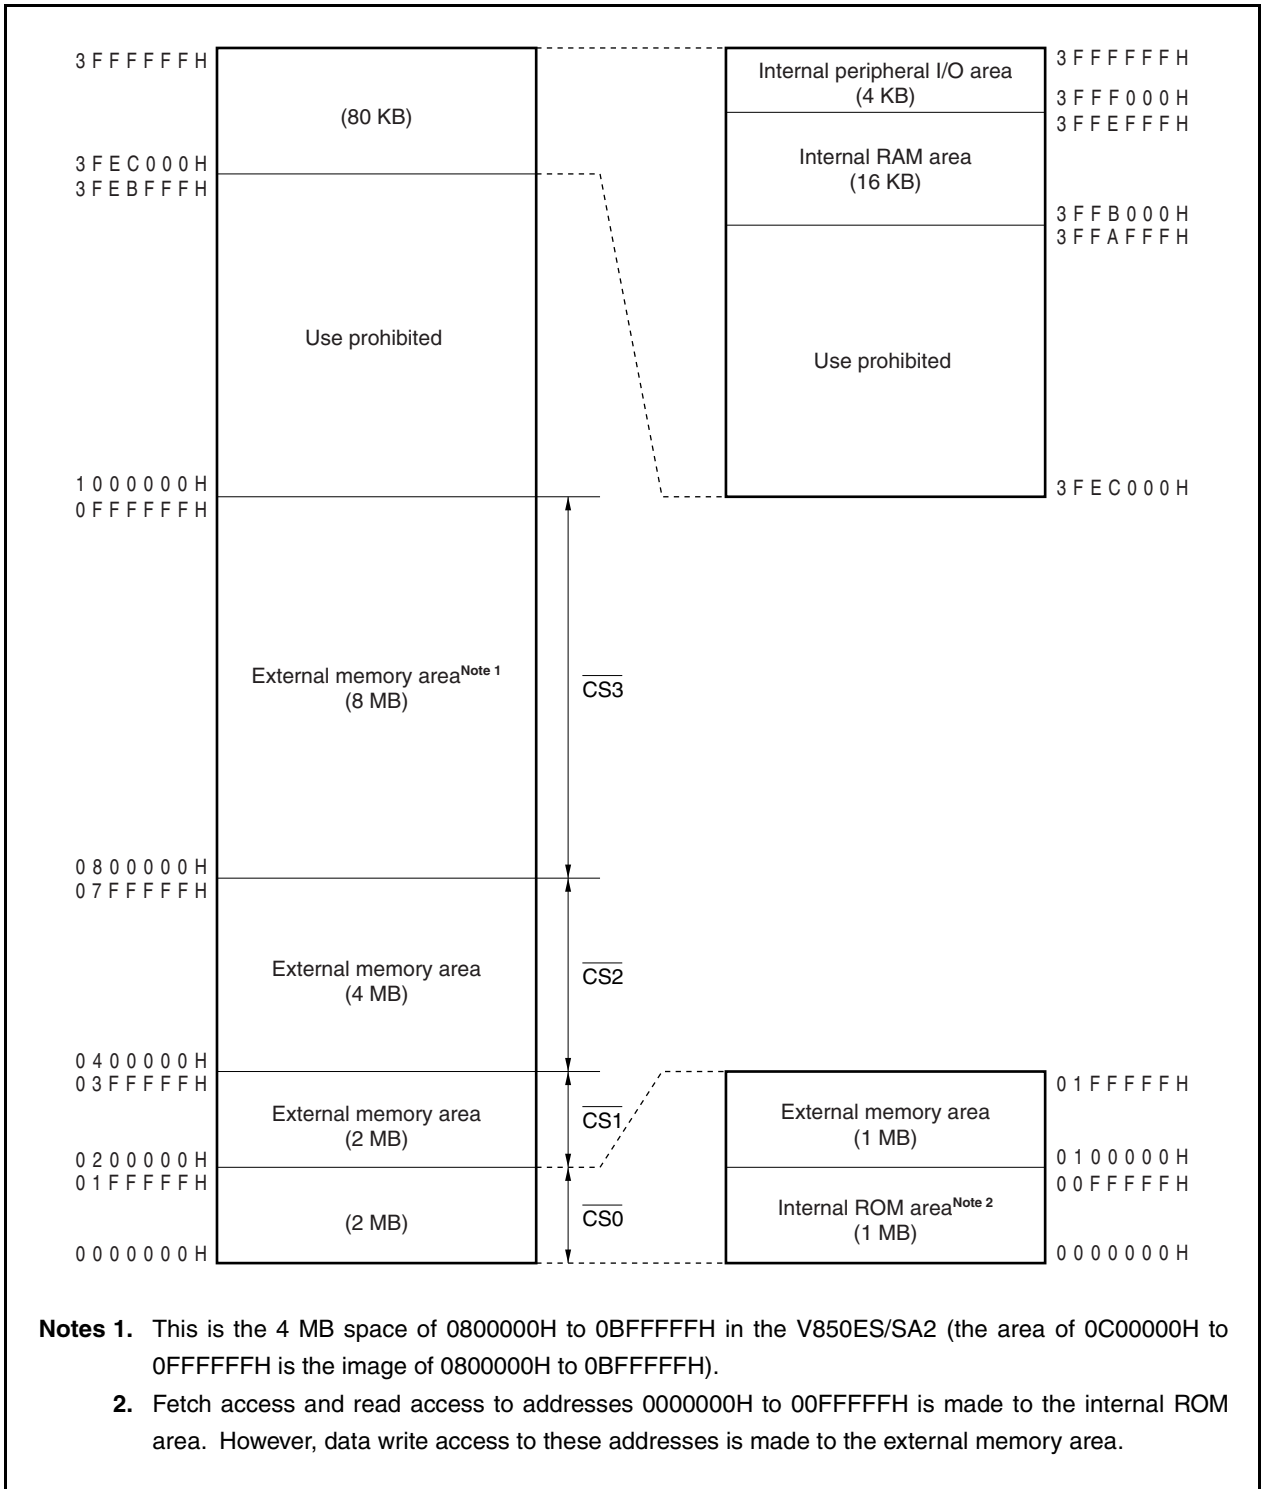 3FFFFFFH
(80 KB)
3FEC000H
3FEBFFFH
Use prohibited
1000000H
0FFFFFFH
External memory areaNote 1
(8 MB)
CS3
0800000H
07FFFFFH
External memory area
(4 MB)
CS2
0400000H
03FFFFFH
External memory area
(2 MB)
CS1
0200000H
01FFFFFH
(2 MB)
CS0
0000000H
Internal peripheral I/O area
(4 KB)
3FFFFFFH
3FFF000H
3FFEFFFH
Internal RAM area
(16 KB)
3FFB000H
3FFAFFFH
Use prohibited
3FEC000H
External memory area
(1 MB)
01FFFFFH
0100000H
00FFFFFH
Internal ROM areaNote 2
(1 MB)
0000000H
Notes 1. This is the 4 MB space of 0800000H to 0BFFFFFH in the V850ES/SA2 (the area of 0C00000H to
0FFFFFFH is the image of 0800000H to 0BFFFFFH).
2. Fetch access and read access to addresses 0000000H to 00FFFFFH is made to the internal ROM
area. However, data write access to these addresses is made to the external memory area.